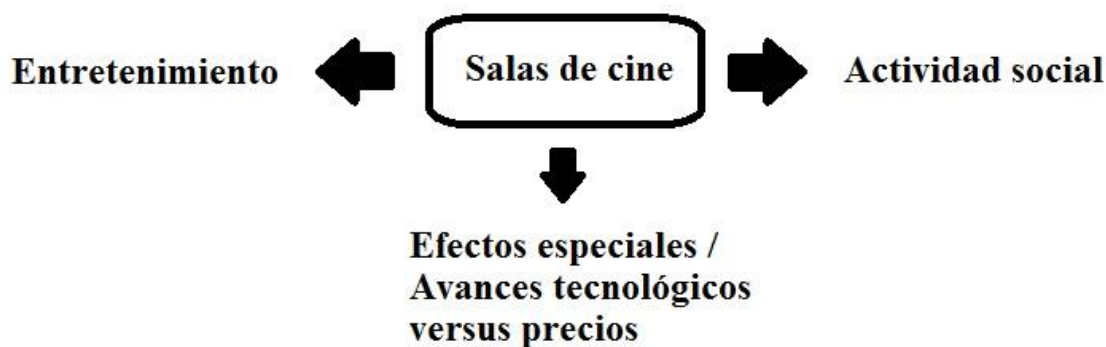 Entretenimiento
Salas de cine
Actividad social
Efectos especiales /
Avances tecnológicos
versus precios